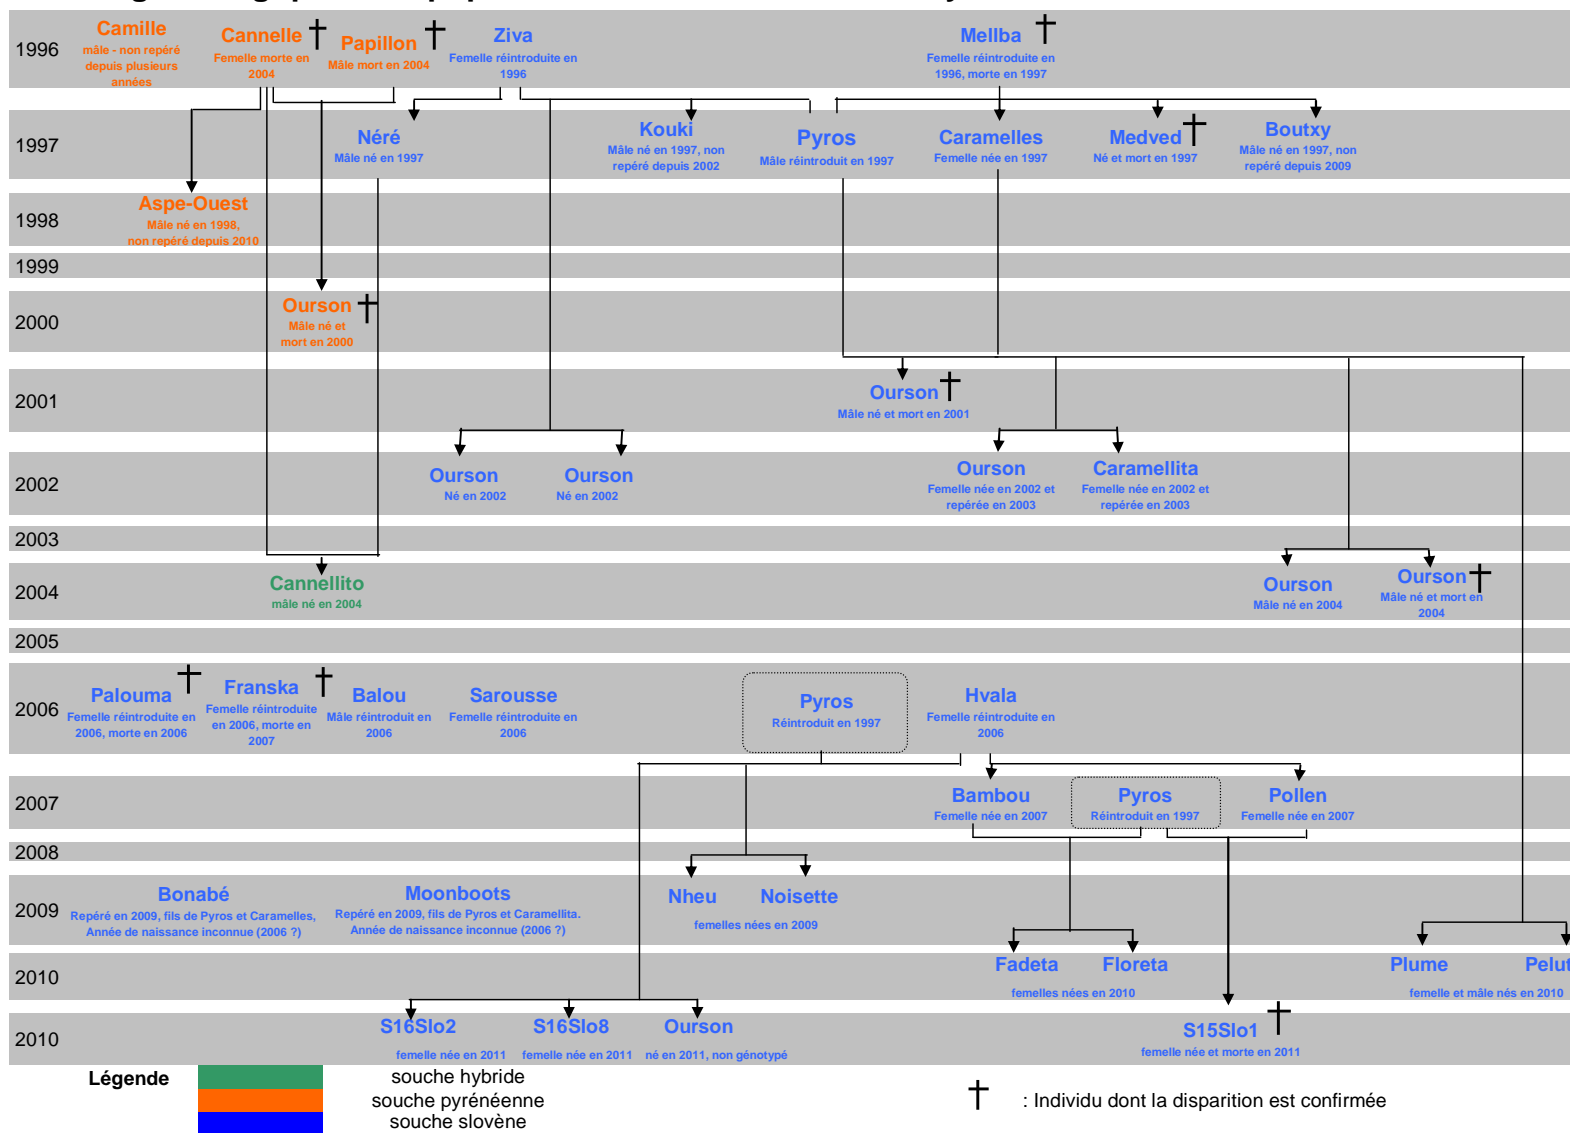 1996
Camille
mâle - non repéré
depuis plusieurs
années
Cannelle
Femelle morte en
2004
Papillon
Mâle mort en 2004
Ziva
Femelle réintroduite en
1996
Mellba
Femelle réintroduite en
1996, morte en 1997
1997
Néré
Mâle né en 1997
Kouki
Mâle né en 1997, non
repéré depuis 2002
Pyros
Mâle réintroduit en 1997
Caramelles
Femelle née en 1997
Medved
Né et mort en 1997
Boutxy
Mâle né en 1997, non
repéré depuis 2009
1998
Aspe-Ouest
Mâle né en 1998,
non repéré depuis 2010
1999
2000
Ourson
Mâle né et
mort en 2000
2001
Ourson
Mâle né et mort en 2001
2002
Ourson
Né en 2002
Ourson
Né en 2002
Ourson
Femelle née en 2002 et
repérée en 2003
Caramellita
Femelle née en 2002 et
repérée en 2003
2003
2004
Cannellito
mâle né en 2004
Ourson
Mâle né en 2004
Ourson
Mâle né et mort en
2004
2005
2006
Palouma
Femelle réintroduite en
2006, morte en 2006
Franska
Femelle réintroduite
en 2006, morte en
2007
Balou
Mâle réintroduit en
2006
Sarousse
Femelle réintroduite en
2006
Pyros
Réintroduit en 1997
Hvala
Femelle réintroduite en
2006
2007
Bambou
Femelle née en 2007
Pyros
Réintroduit en 1997
Pollen
Femelle née en 2007
2008
2009
Bonabé
Repéré en 2009, fils de Pyros et Caramelles,
Année de naissance inconnue (2006 ?)
Moonboots
Repéré en 2009, fils de Pyros et Caramellita.
Année de naissance inconnue (2006 ?)
Nheu
Noisette
femelles nées en 2009
2010
Fadeta
Floreta
femelles nées en 2010
Plume
Pelut
femelle et mâle nés en 2010
2010
S16Slo2
femelle née en 2011
S16Slo8
femelle née en 2011
Ourson
né en 2011, non génotypé
S15Slo1
femelle née et morte en 2011
Légende
souche hybride
souche pyrénéenne
souche slovène
: Individu dont la disparition est confirmée